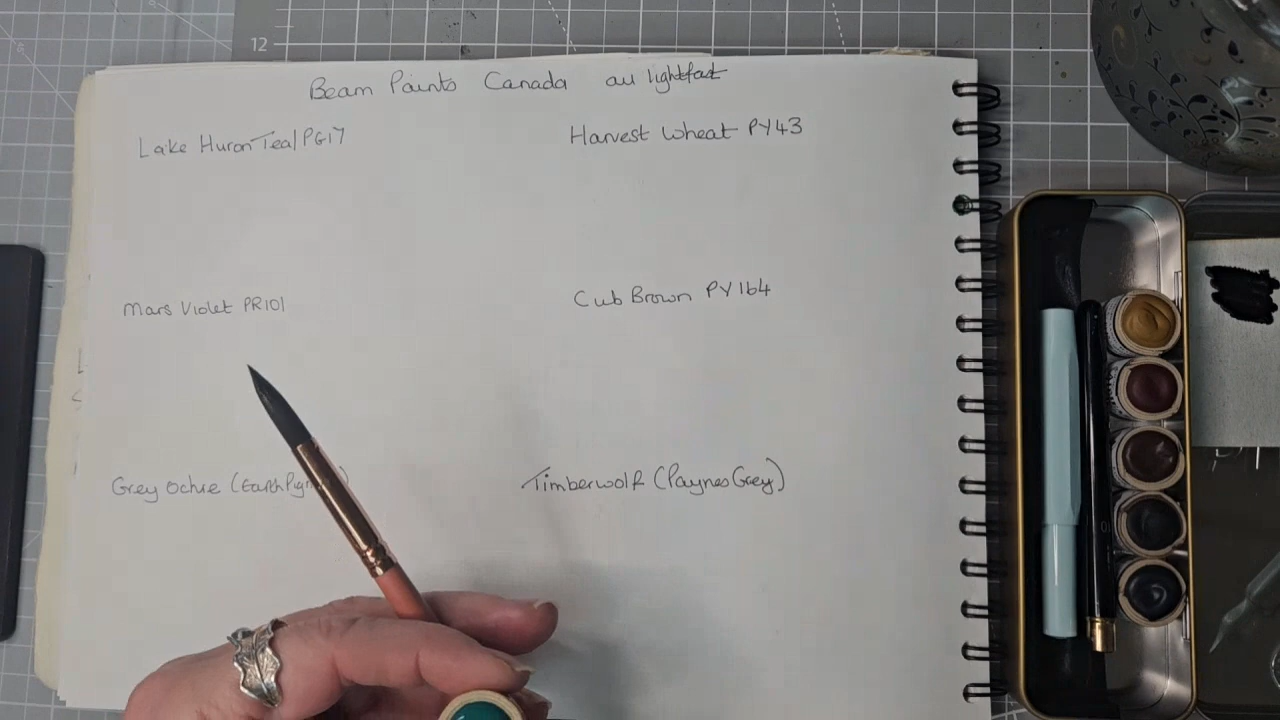 12
Beam Paints Canada all lightfast
Lake Huron Teal PG17
Harvest Wheat PY43
Mars Violet PR101
Cub Brown PY164
Grey Ochre (Earth Pig
Timberwolf (Paynes Grey)